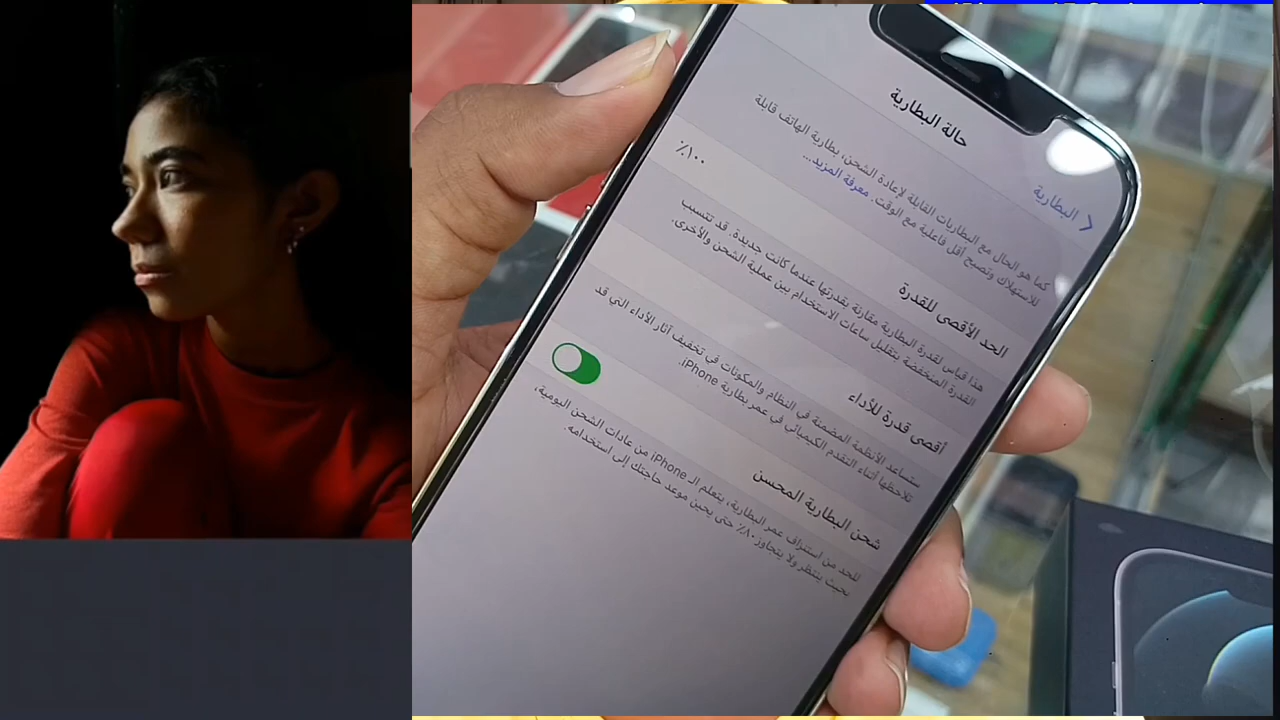 البطارية
حالة البطارية
كما هو الحال مع البطاريات القابلة لإعادة الشحن، بطارية الهاتف قابلة
للاستهلاك وتصبح أقل فاعلية مع الوقت. معرفة المزيد...
الحد الأقصى للقدرة
٪١٠٠
هذا قياس لقدرة البطارية مقارنة بقدرتها عندما كانت جديدة. قد تتسبب
القدرة المنخفضة بتقليل ساعات الاستخدام بين عملية الشحن والأخرى.
أقصى قدرة للأداء
ستساعد الأنظمة المضمنة في النظام والمكونات في تخفيف آثار الأداء التي قد
تلاحظها أثناء التقدم الكيميائي في عمر بطارية iPhone.
شحن البطارية المحسن
للحد من استنزاف عمر البطارية، يتعلم الـ iPhone من عادات الشحن اليومية،
بحيث ينتظر ولا يتجاوز ٨٠٪ حتى يحين موعد حاجتك إلى استخدامه.